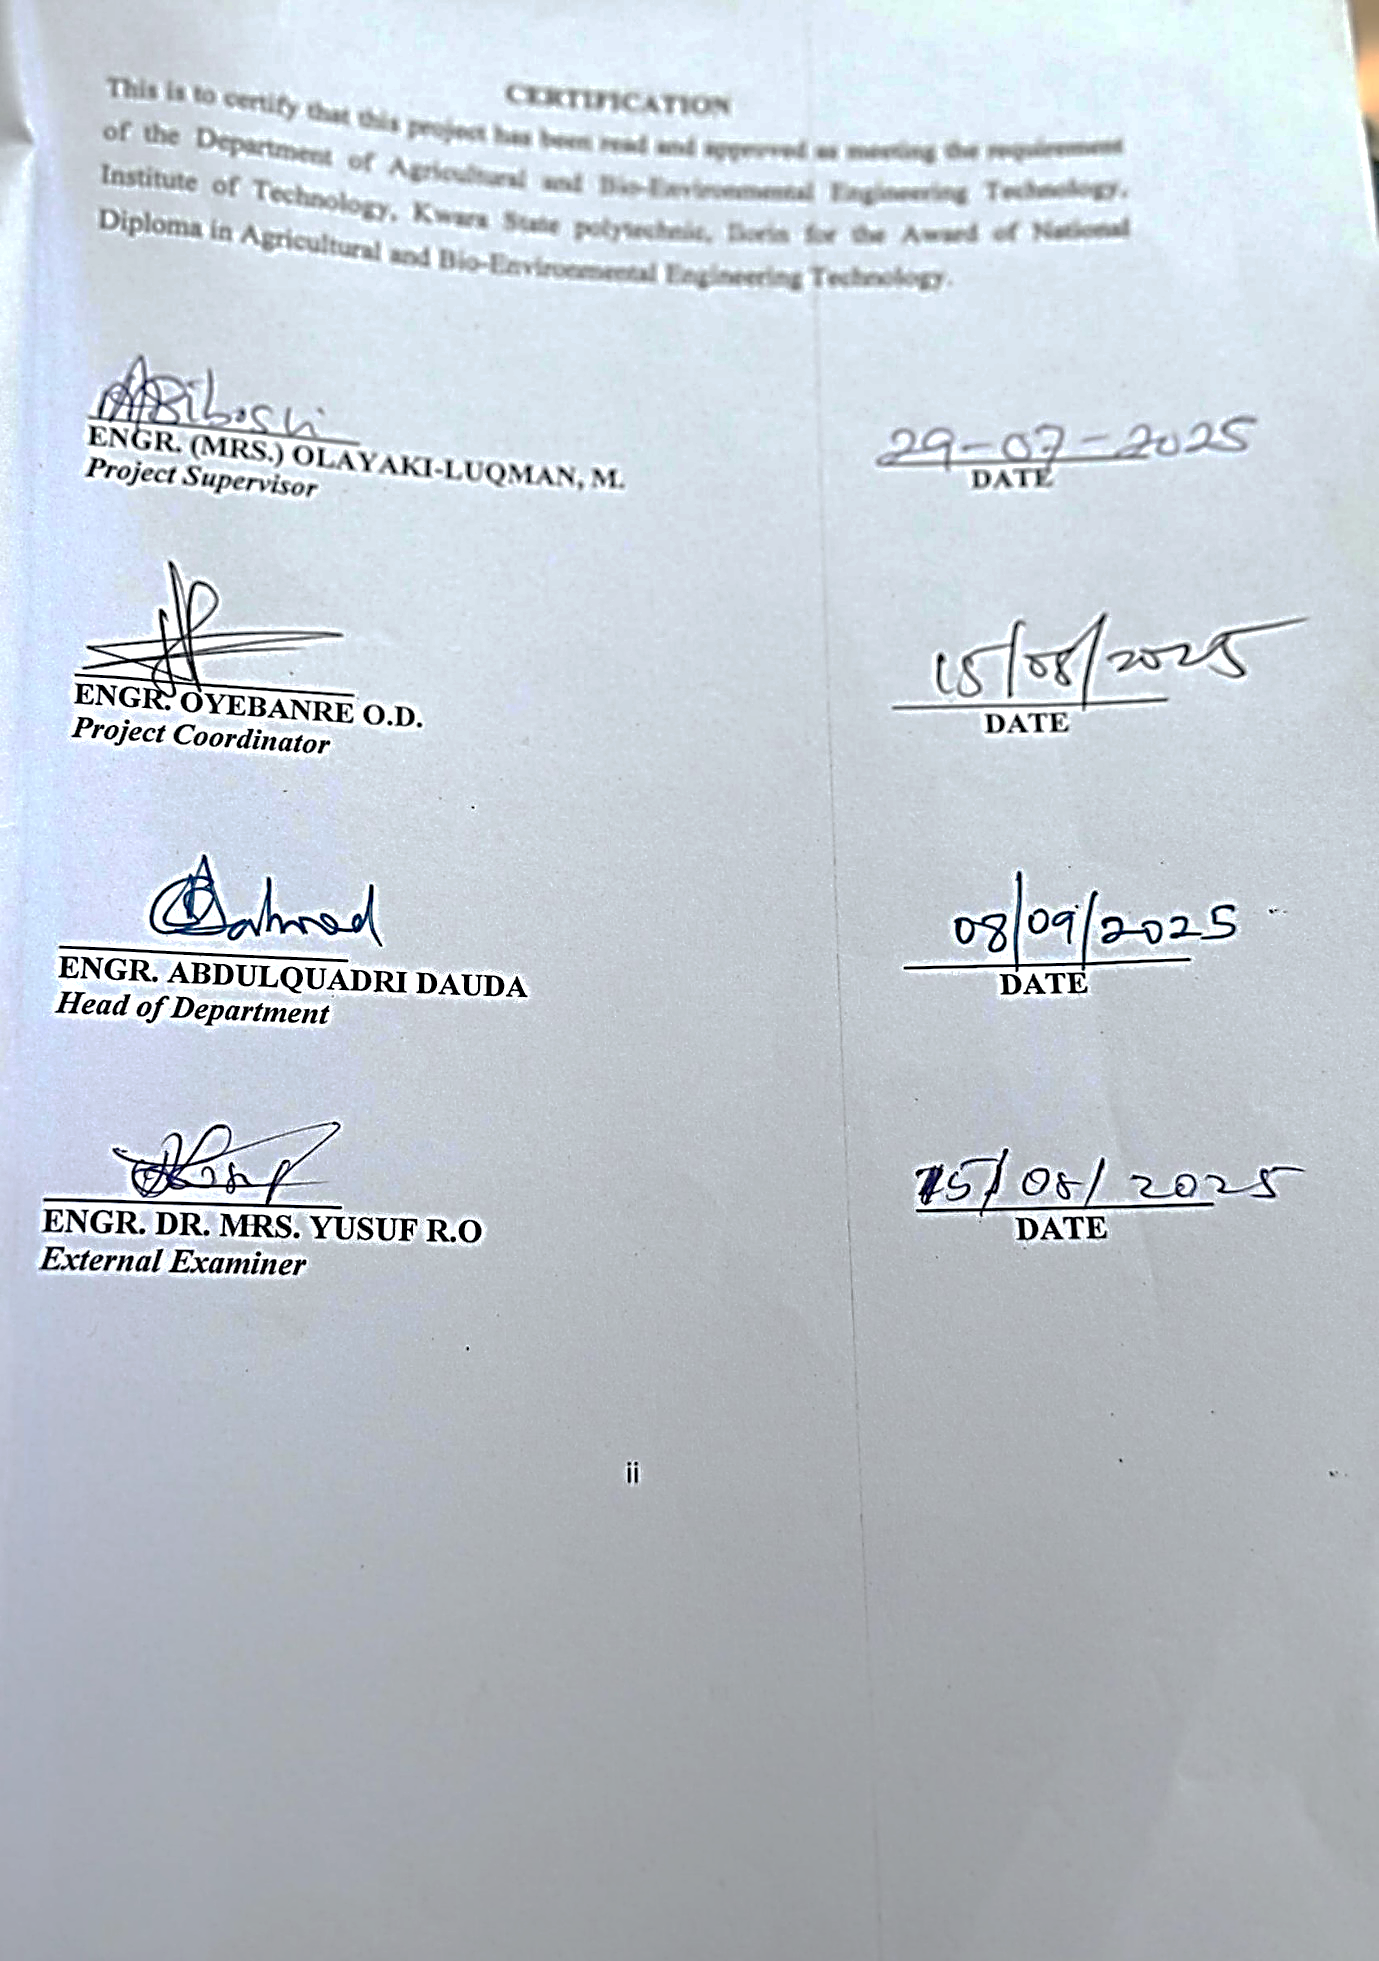 CERTIFICATION
This is to certify that this project has been read and approved as meeting the requirement
of the Department of Agricultural and Bio-Environmental Engineering Technology,
Institute of Technology, Kwara State polytechnic, Ilorin for the Award of National
Diploma in Agricultural and Bio-Environmental Engineering Technology.
29-07-2025
ENGR. (MRS.) OLAYAKI-LUQMAN, M.
DATE
Project Supervisor
15/08/2025
ENGR. OYEBANRE O.D.
DATE
Project Coordinator
08/09/2025
ENGR. ABDULQUADRI DAUDA
DATE
Head of Department
15/08/2025
ENGR. DR. MRS. YUSUF R.O
DATE
External Examiner
ii